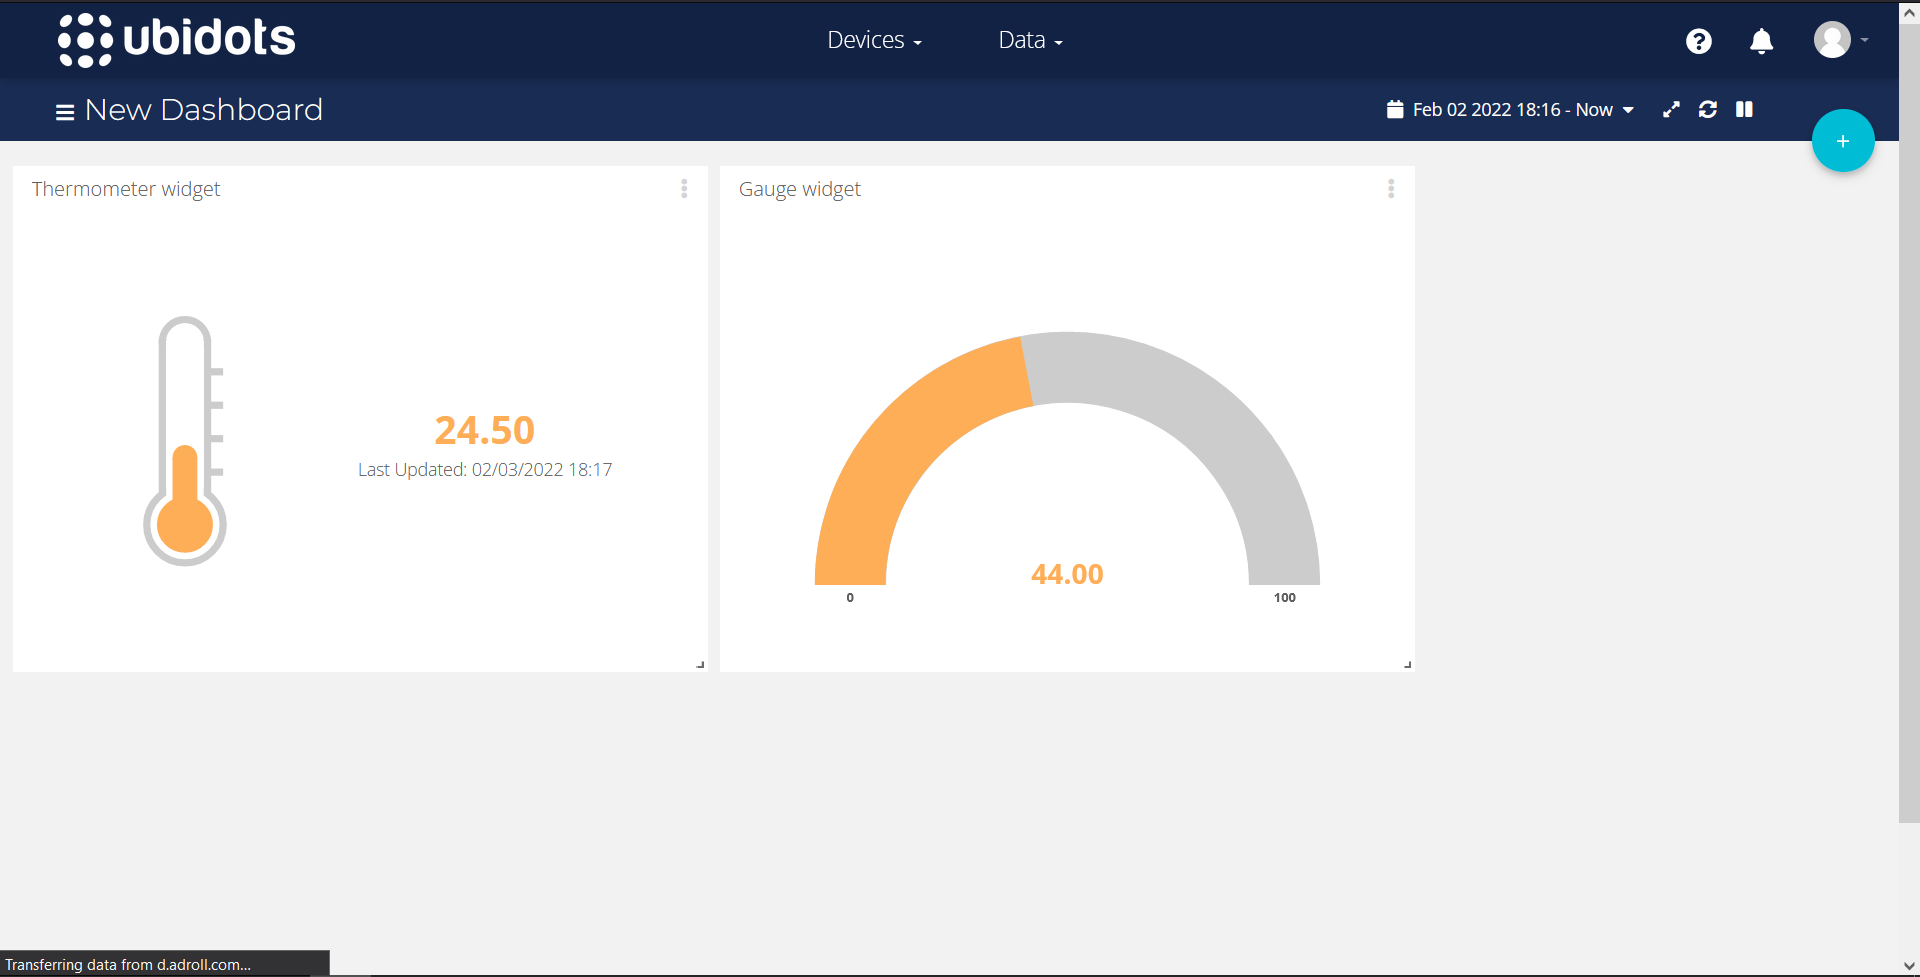 ubidots
Devices
Data
New Dashboard
Feb 02 2022 18:16 - Now
Thermometer widget
24.50
Last Updated: 02/03/2022 18:17
Gauge widget
44.00
0
100
Transferring data from d.adroll.com...